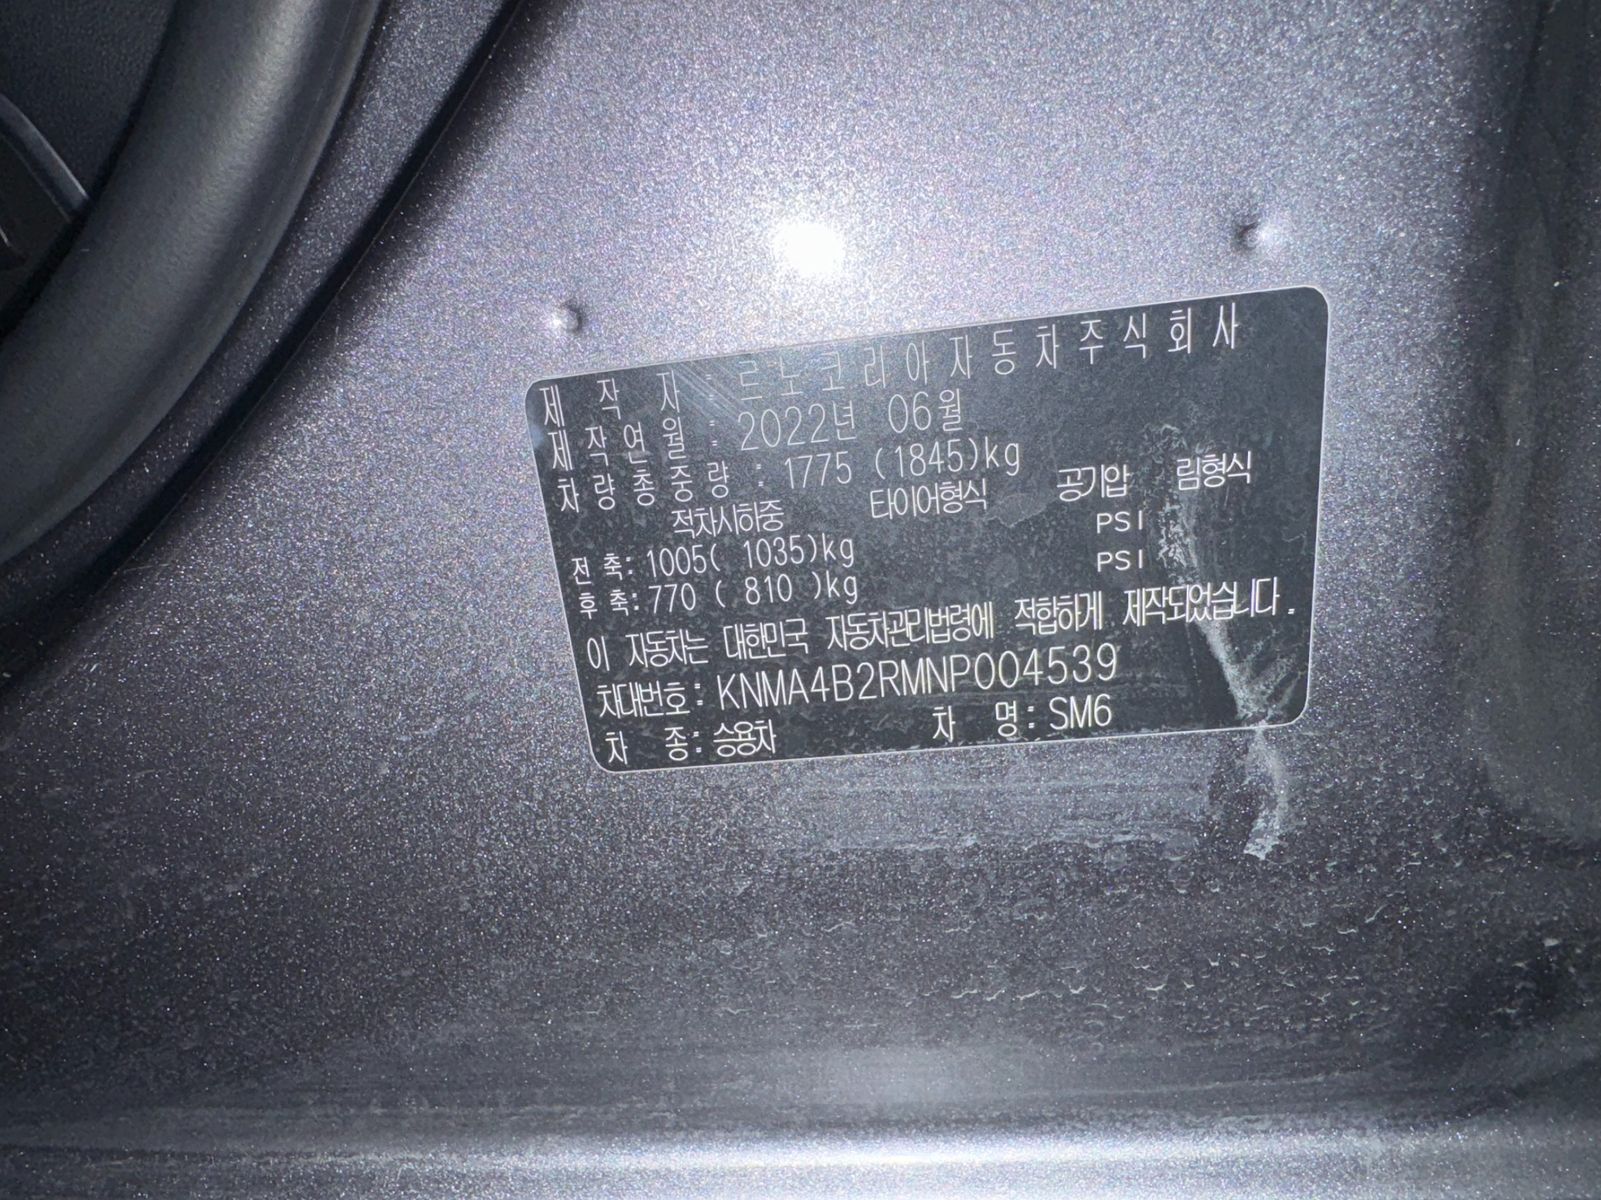 제 작 자 : 르노코리아자동차주식회사
제작연월 : 2022년 06월
차량총중량 : 1775 (1845)kg
적차시하중 타이어형식 공기압 림형식
전 축: 1005( 1035)kg PSI
후 축: 770 ( 810 )kg PSI
이 자동차는 대한민국 자동차관리법령에 적합하게 제작되었습니다.
차대번호: KNMA4B2RMNP004539
차 종: 승용차 차 명: SM6